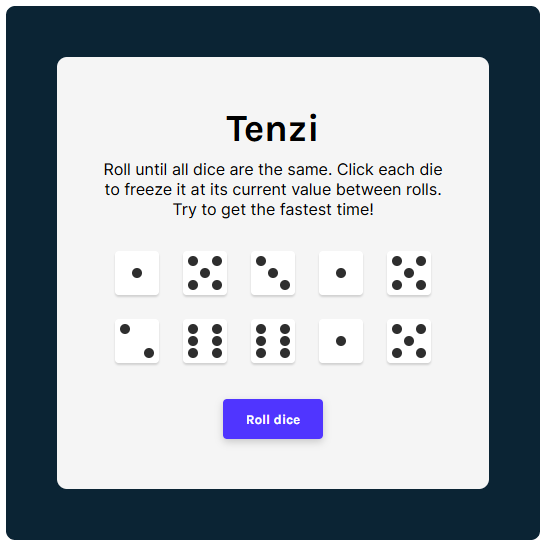 Tenzi
Roll until all dice are the same. Click each die
to freeze it at its current value between rolls.
Try to get the fastest time!
Roll dice